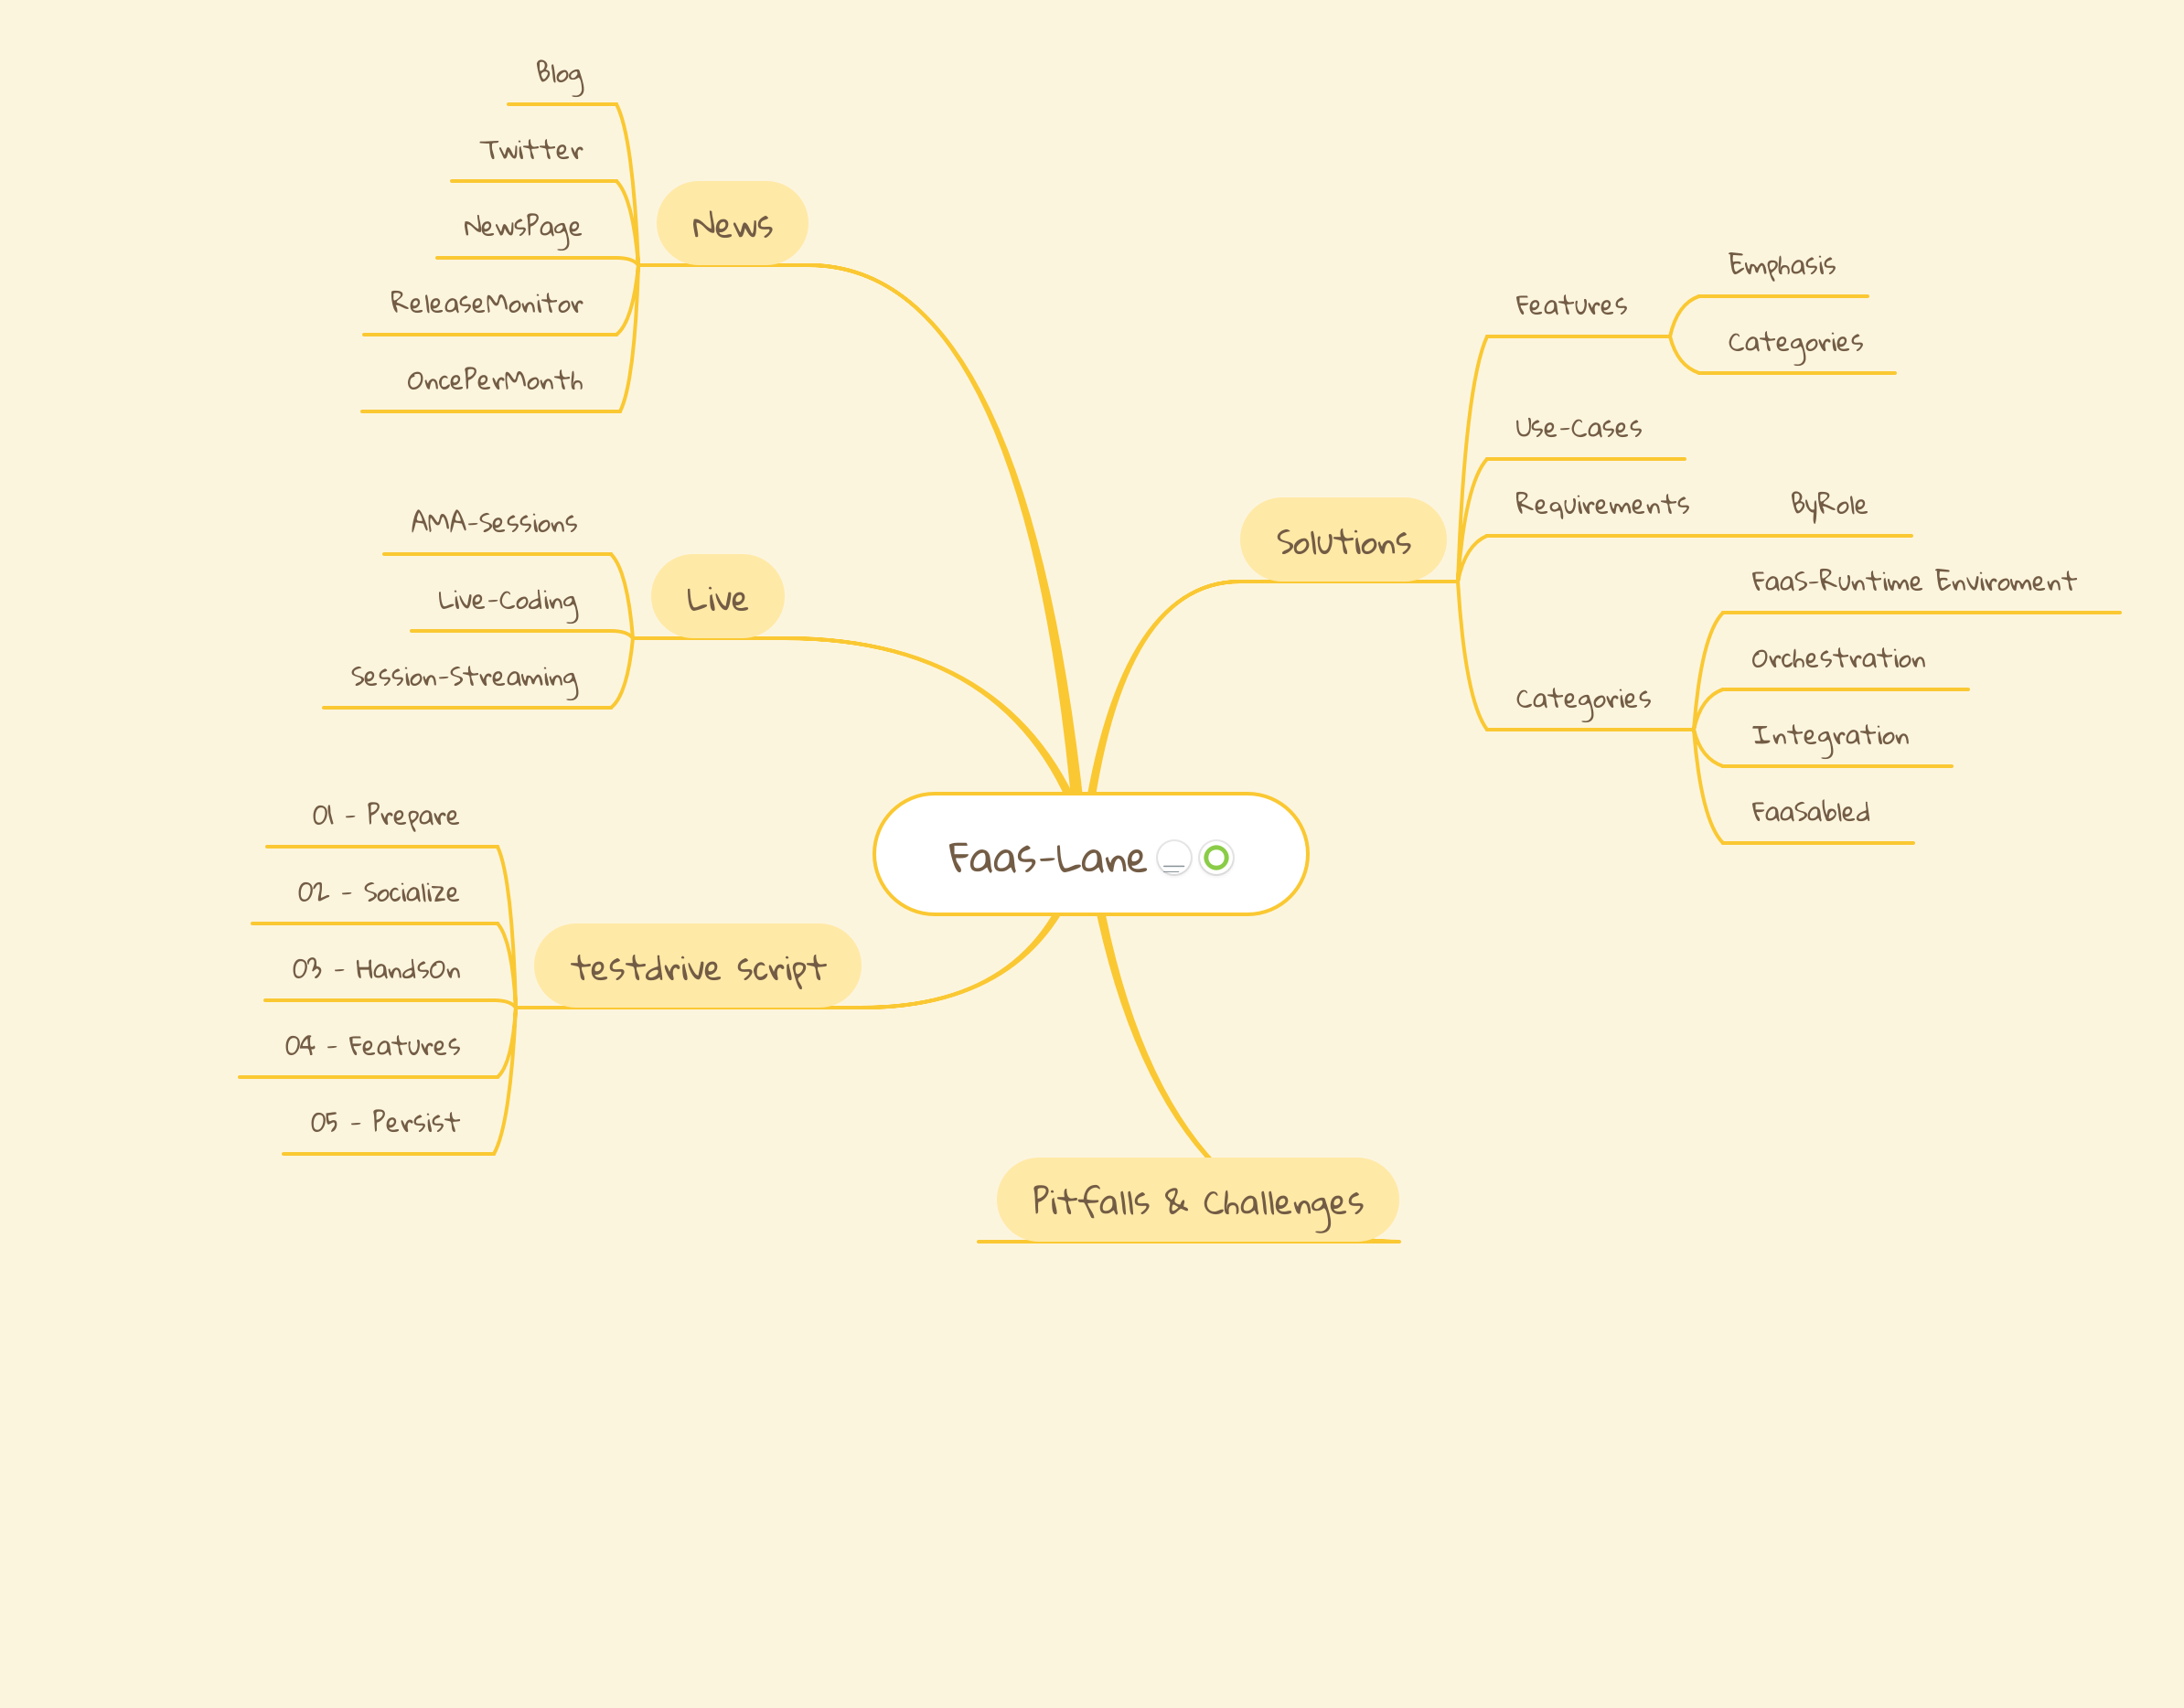 Blog
Twitter
NewsPage
ReleaseMonitor
OncePerMonth
News
AMA-Sessions
Live-Coding
Session-Streaming
Live
01 - Prepare
02 - Socialize
03 - HandsOn
04 - Features
05 - Persist
testdrive script
Faas-Lane
Solutions
Features
Emphasis
Categories
Use-Cases
Requirements
ByRole
Categories
FaaS-Runtime Enviroment
Orchestration
Integration
FaaSabled
Pitfalls & Challenges